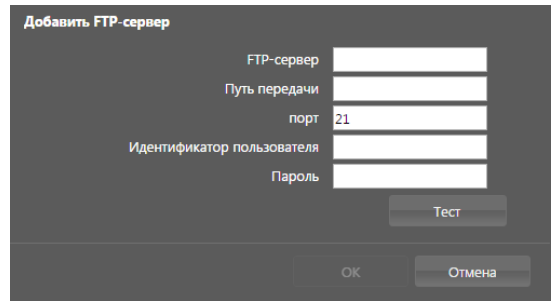 Добавить FTP-сервер
FTP-сервер
Путь передачи
порт 21
Идентификатор пользователя
Пароль
Тест
OK Отмена